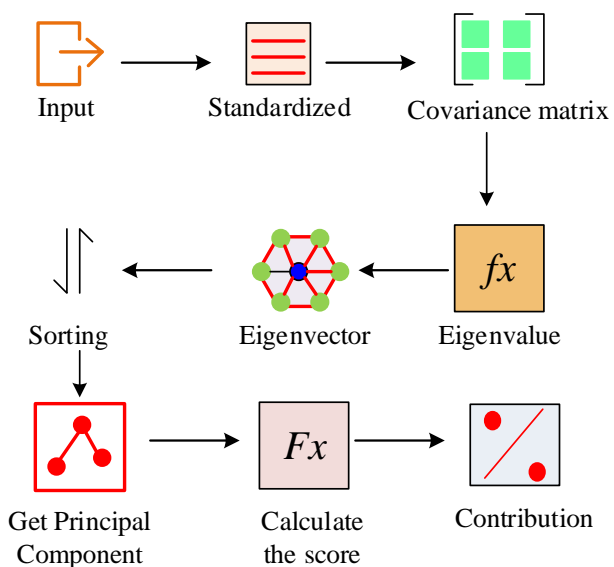 Input
Standardized
Covariance matrix
fx
Sorting
Eigenvector
Eigenvalue
Fx
Get Principal
Component
Calculate
the score
Contribution